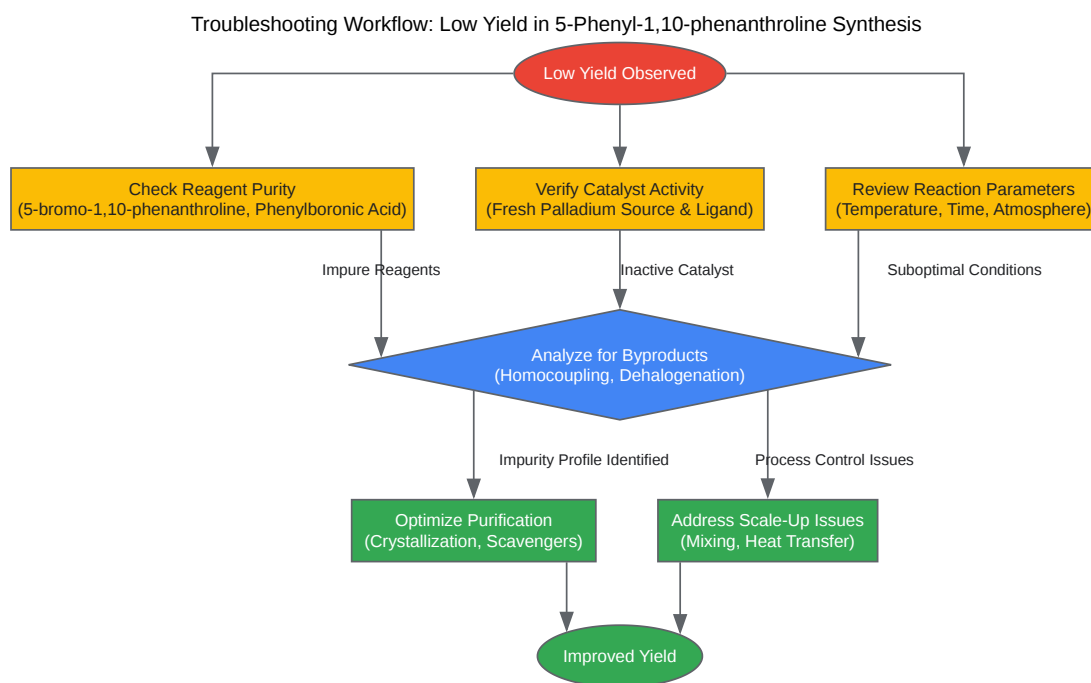 Troubleshooting Workflow: Low Yield in 5-Phenyl-1,10-phenanthroline Synthesis
Low Yield Observed
Check Reagent Purity
(5-bromo-1,10-phenanthroline, Phenylboronic Acid)
Verify Catalyst Activity
(Fresh Palladium Source & Ligand)
Review Reaction Parameters
(Temperature, Time, Atmosphere)
Impure Reagents
Inactive Catalyst
Suboptimal Conditions
Analyze for Byproducts
(Homocoupling, Dehalogenation)
Impurity Profile Identified
Process Control Issues
Optimize Purification
(Crystallization, Scavengers)
Address Scale-Up Issues
(Mixing, Heat Transfer)
Improved Yield